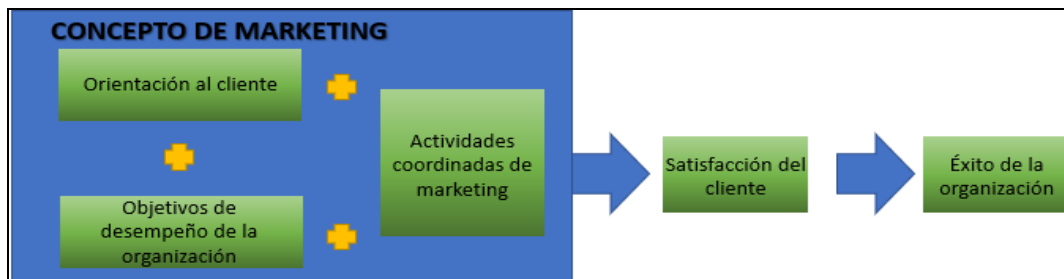 CONCEPTO DE MARKETING
Orientación al cliente
Objetivos de
desempeño de la
organización
Actividades
coordinadas de
marketing
Satisfacción del
cliente
Éxito de la
organización